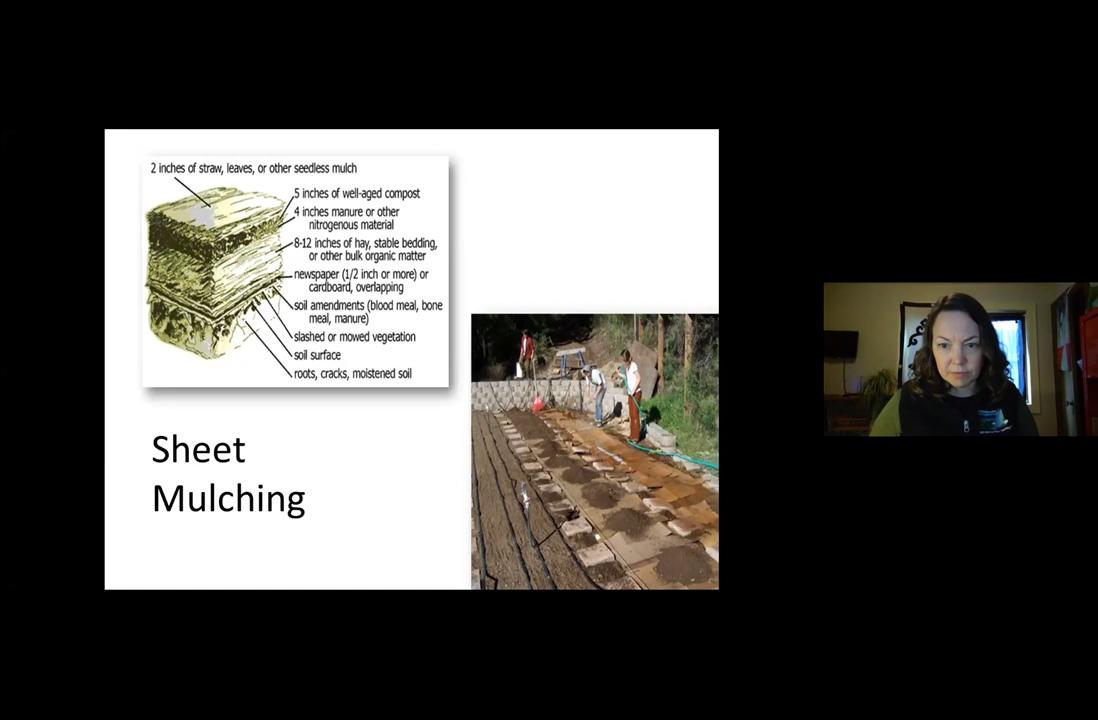 2 inches of straw, leaves, or other seedless mulch
5 inches of well-aged compost
4 inches manure or other
nitrogenous material
8-12 inches of hay, stable bedding,
or other bulk organic matter
newspaper (1/2 inch or more) or
cardboard, overlapping
soil amendments (blood meal, bone
meal, manure)
slashed or mowed vegetation
soil surface
roots, cracks, moistened soil
Sheet
Mulching